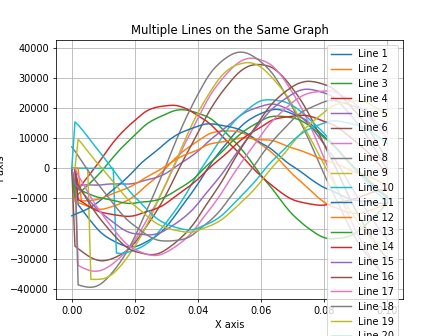 Multiple Lines on the Same Graph
40000
30000
20000
10000
0
−10000
−20000
−30000
−40000
0.00
0.02
0.04
0.06
0.08
X axis
Line 1
Line 2
Line 3
Line 4
Line 5
Line 6
Line 7
Line 8
Line 9
Line 10
Line 11
Line 12
Line 13
Line 14
Line 15
Line 16
Line 17
Line 18
Line 19
Line 20